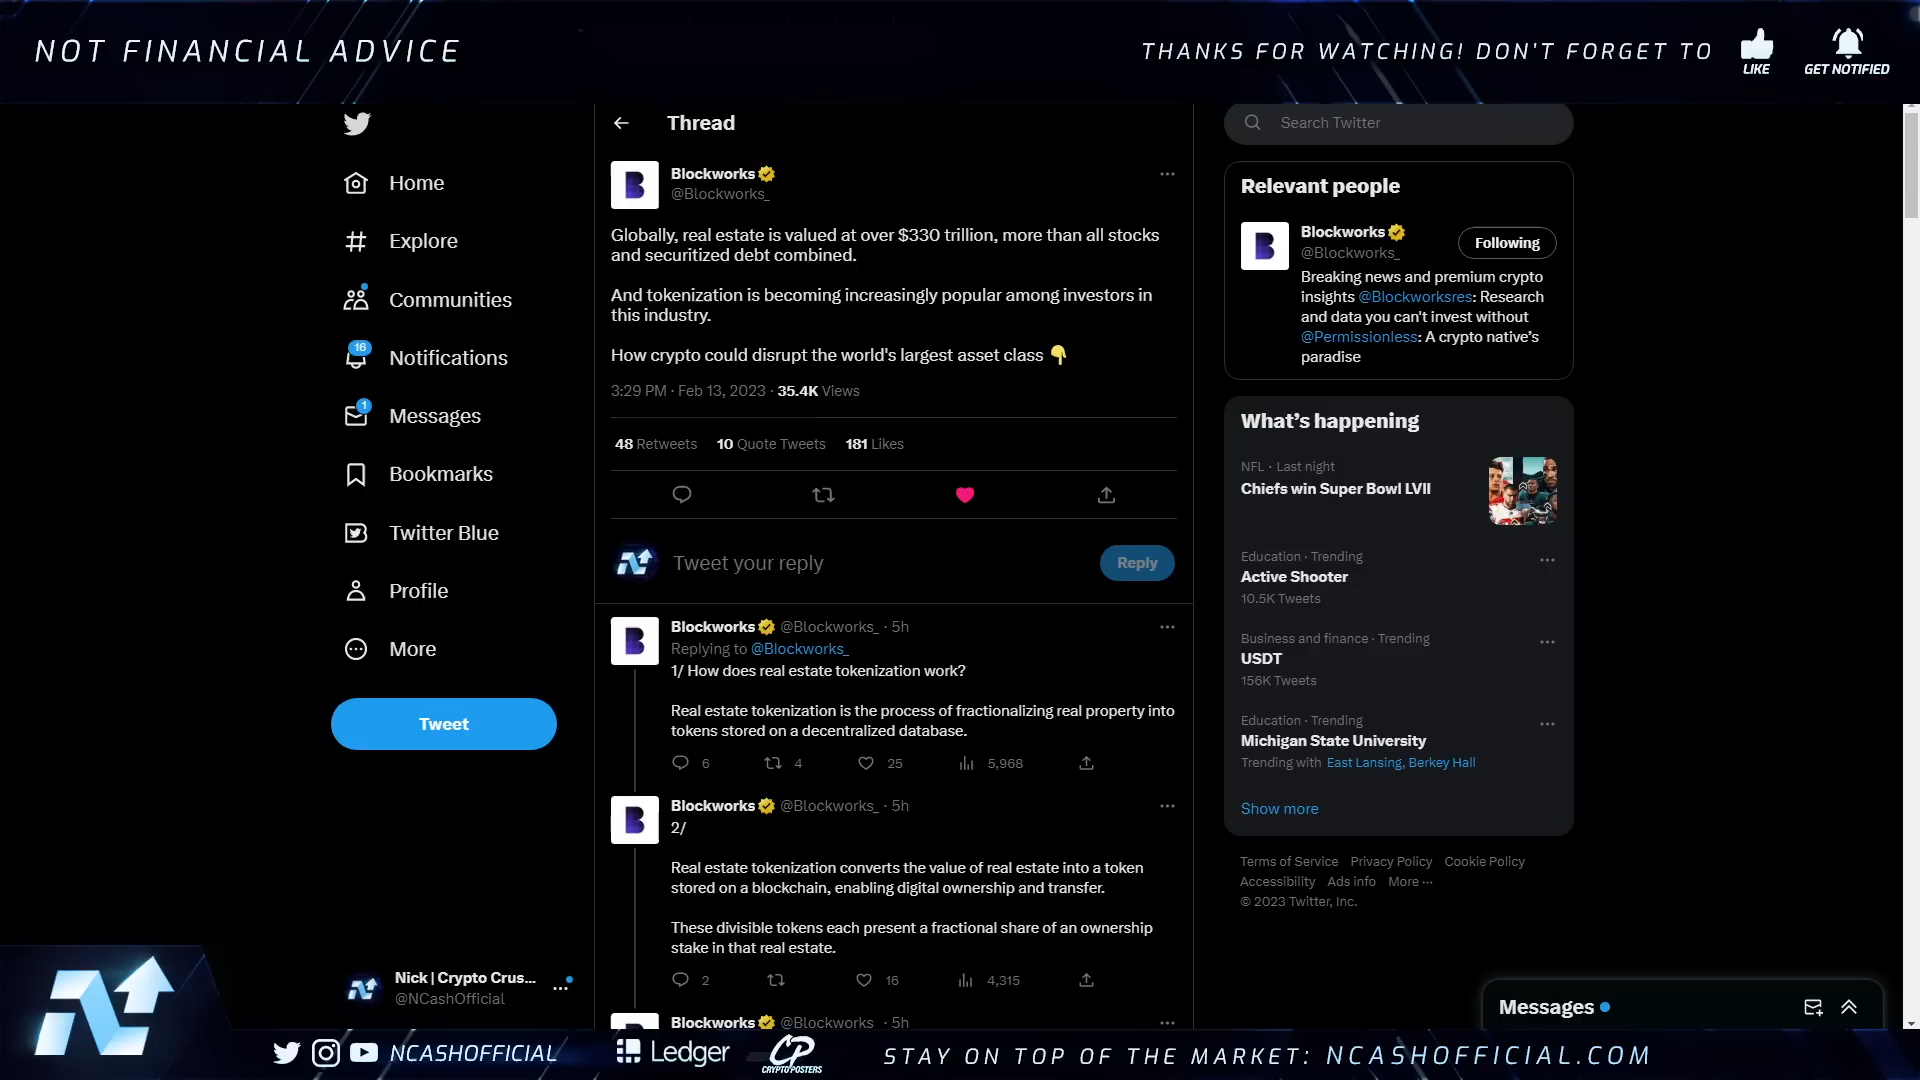 NOT FINANCIAL ADVICE
THANKS FOR WATCHING! DON'T FORGET TO
LIKE
GET NOTIFIED
Home
Explore
Communities
16
Notifications
1
Messages
Bookmarks
Twitter Blue
Profile
More
Tweet
Nick | Crypto Crus...
@NCashOfficial
Thread
Blockworks
@Blockworks_
Globally, real estate is valued at over $330 trillion, more than all stocks
and securitized debt combined.
And tokenization is becoming increasingly popular among investors in
this industry.
How crypto could disrupt the world's largest asset class 👇
3:29 PM · Feb 13, 2023 · 35.4K Views
48 Retweets 10 Quote Tweets 181 Likes
Tweet your reply
Reply
Blockworks @Blockworks_ · 5h
Replying to @Blockworks_
1/ How does real estate tokenization work?
Real estate tokenization is the process of fractionalizing real property into
tokens stored on a decentralized database.
6 4 25 5,968
Blockworks @Blockworks_ · 5h
2/
Real estate tokenization converts the value of real estate into a token
stored on a blockchain, enabling digital ownership and transfer.
These divisible tokens each present a fractional share of an ownership
stake in that real estate.
2 16 4,315
Blockworks @Blockworks_ · 5h
Search Twitter
Relevant people
Blockworks
@Blockworks_
Following
Breaking news and premium crypto
insights @Blockworksres: Research
and data you can't invest without
@Permissionless: A crypto native's
paradise
What's happening
NFL · Last night
Chiefs win Super Bowl LVII
Education · Trending
Active Shooter
10.5K Tweets
Business and finance · Trending
USDT
156K Tweets
Education · Trending
Michigan State University
Trending with East Lansing, Berkey Hall
Show more
Terms of Service Privacy Policy Cookie Policy
Accessibility Ads info More ...
© 2023 Twitter, Inc.
Messages
NCASHOFFICIAL
Ledger
CP
CRYPTOPOSTERS
STAY ON TOP OF THE MARKET: NCASHOFFICIAL.COM